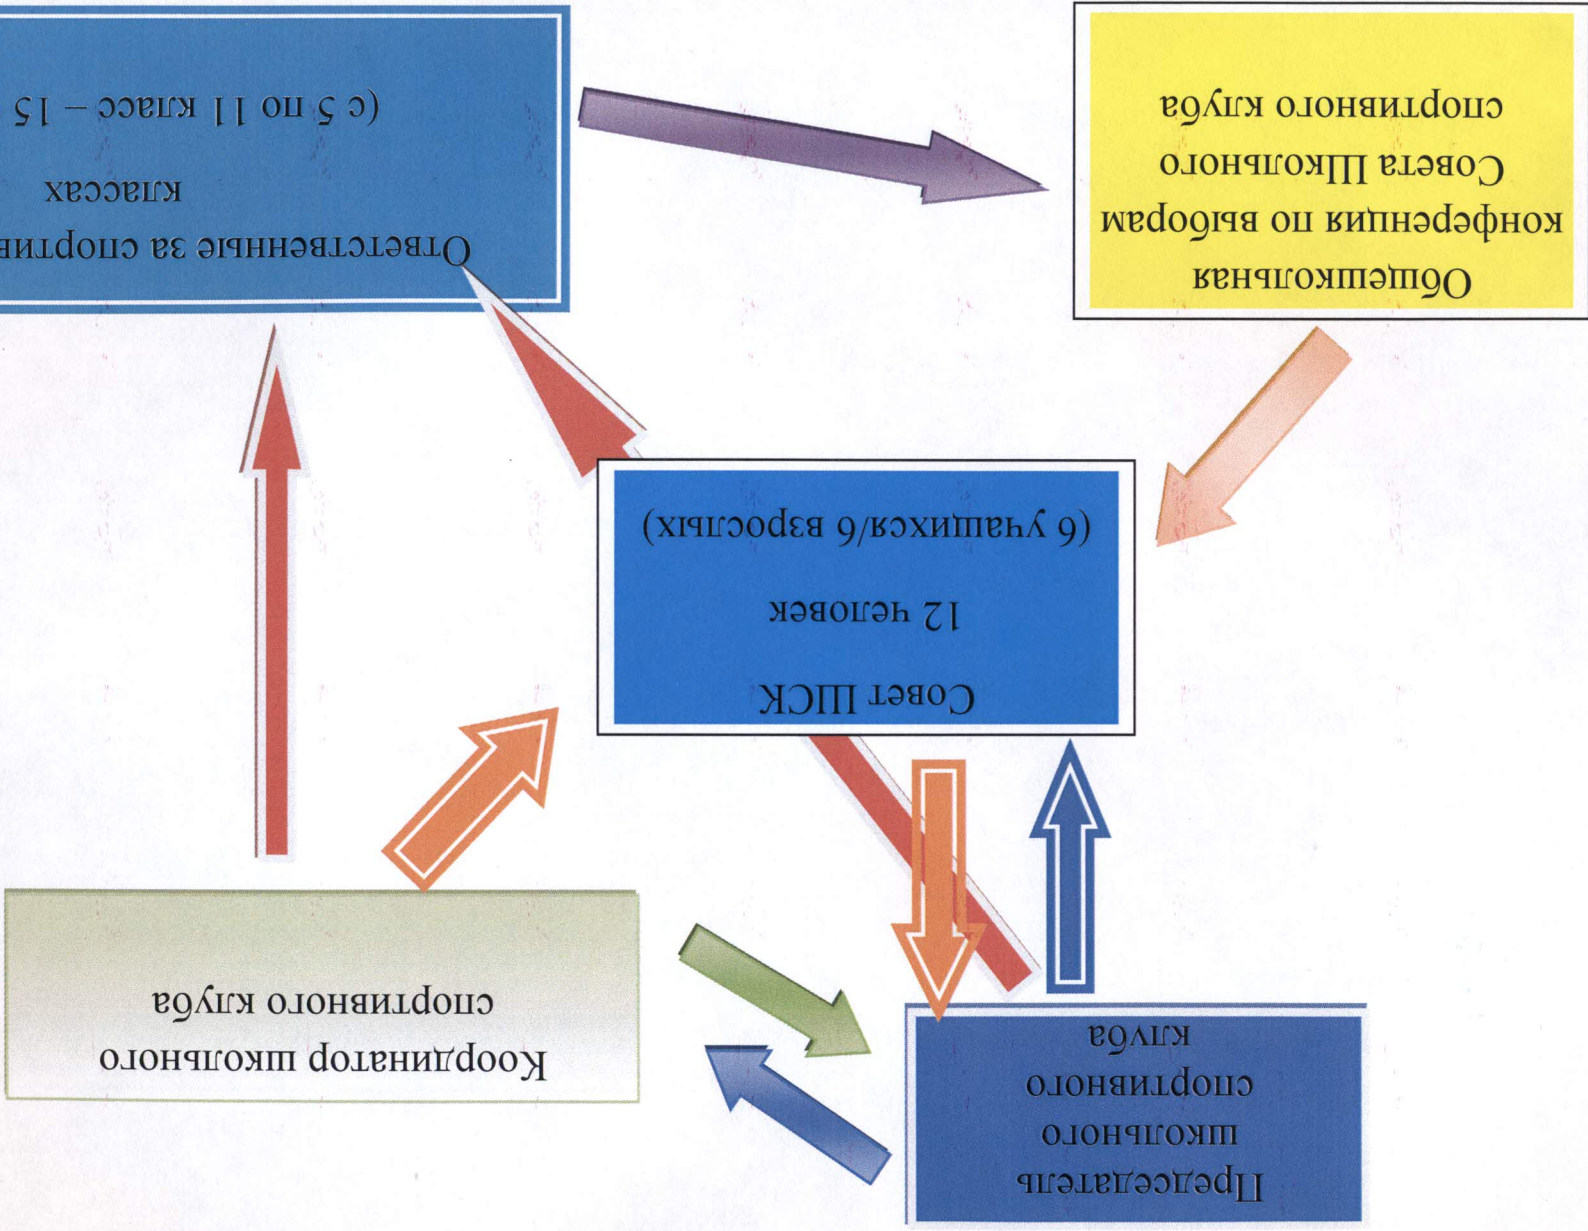 Председатель
школьного
спортивного
клуба
Координатор школьного
спортивного клуба
Совет ШСК
12 человек
(6 учащихся/6 взрослых)
Общешкольная
конференция по выборам
Совета Школьного
спортивного клуба
Ответственные за спортив
классах
(с 5 по 11 класс – 15